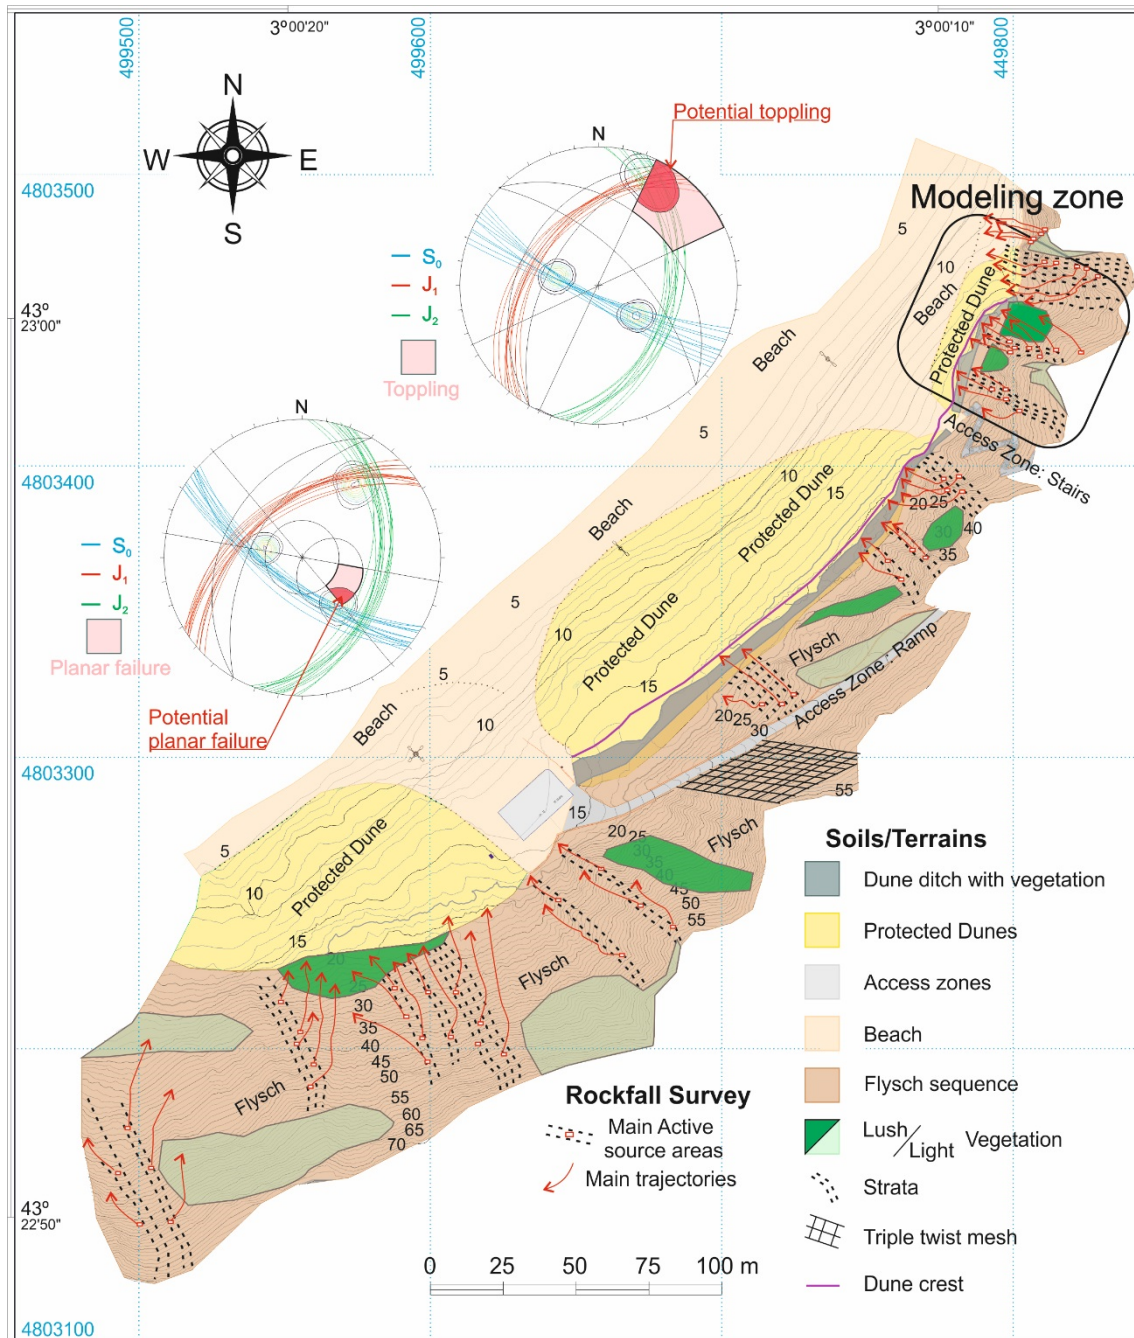 499500
3º00'20"
499600
3º00'10"
449800
N
W E
S
4803500
Potential toppling
N
S0
J1
J2
Toppling
Modeling zone
5
10
Beach
Protected Dune
43º
23'00"
Beach
5
Access Zone: Stairs
N
4803400
S0
J1
J2
Planar failure
Potential
planar failure
10
15
Protected Dune
Beach
20 25
40
30
35
5
10
Protected Dune
Flysch
Access Zone: Ramp
5
15
10
Beach
20 25
30
4803300
55
15
Flysch
20
25
30
35
40
45
50
55
5
10
Protected Dune
15
20
25
30
35
40
45
50
55
60
65
70
Flysch
Flysch
Soils/Terrains
Dune ditch with vegetation
Protected Dunes
Access zones
Beach
Flysch sequence
Lush/Light Vegetation
Strata
Triple twist mesh
Dune crest
Rockfall Survey
Main Active
source areas
Main trajectories
43º
22'50"
0 25 50 75 100 m
4803100